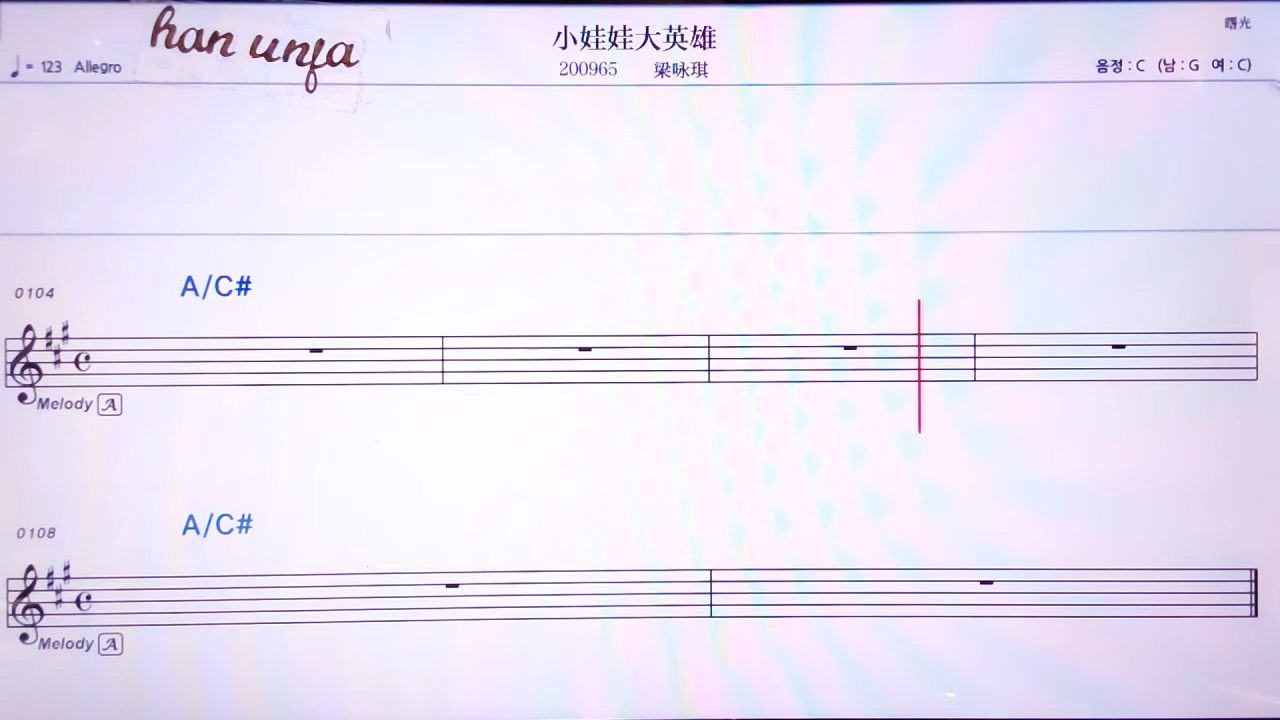 han unfa
小娃娃大英雄
曙光
♩= 123 Allegro
200965 梁咏琪
음정 : C (남 : G 여 : C)
0104
A/C#
Melody A
0108
A/C#
Melody A